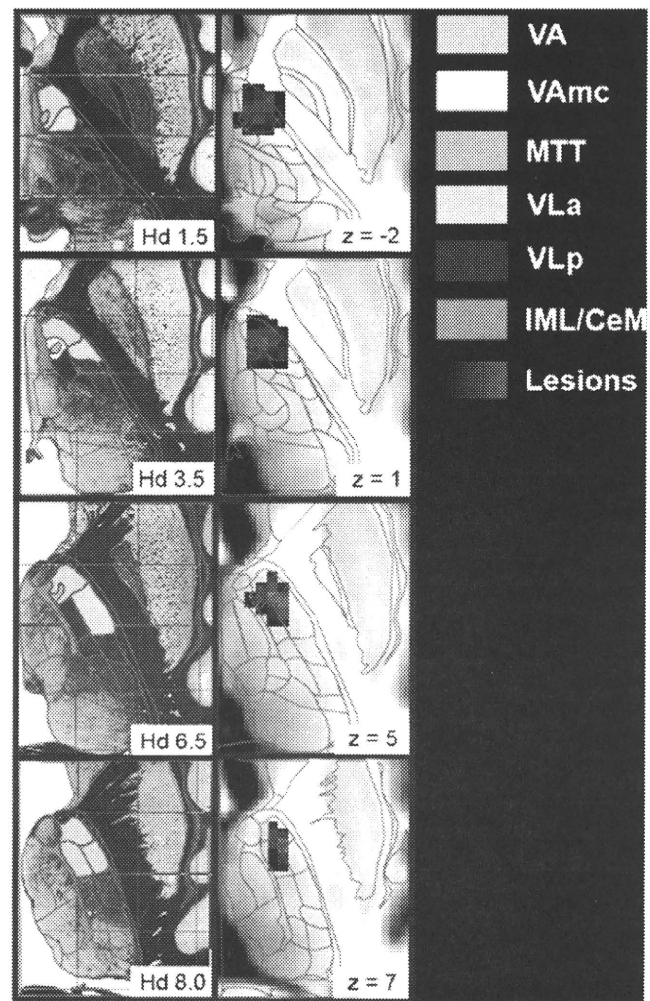 VA
VAmc
MTT
VLa
VLp
IML/CeM
Lesions
Hd 1.5
z = -2
Hd 3.5
z = 1
Hd 6.5
z = 5
Hd 8.0
z = 7